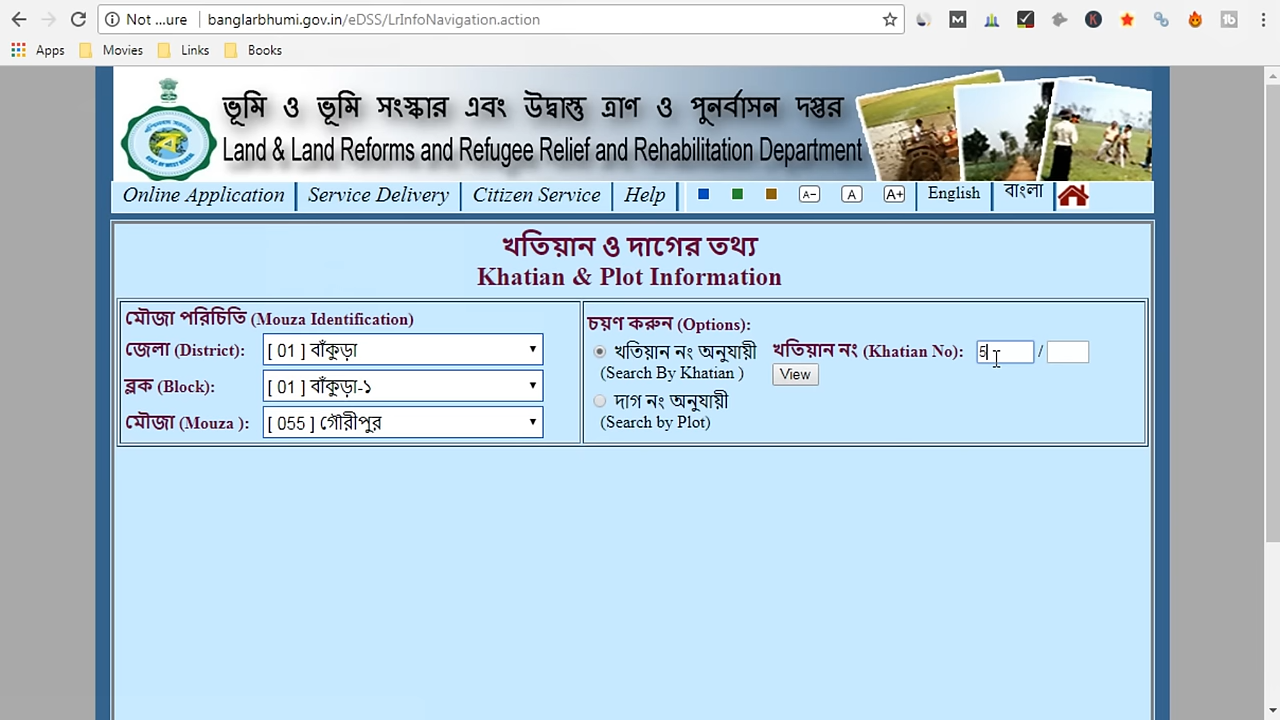 Not ...ure banglarbhumi.gov.in/eDSS/LrInfoNavigation.action
Apps Movies Links Books
ভূমি ও ভূমি সংস্কার এবং উদ্বাস্তু ত্রাণ ও পুনর্বাসন দপ্তর
Land & Land Reforms and Refugee Relief and Rehabilitation Department
Online Application Service Delivery Citizen Service Help A- A A+ English বাংলা
খতিয়ান ও দাগের তথ্য
Khatian & Plot Information
মৌজা পরিচিতি (Mouza Identification)
জেলা (District): [ 01 ] বাঁকুড়া
ব্লক (Block): [ 01 ] বাঁকুড়া-১
মৌজা (Mouza ): [ 055 ] গৌরীপুর
চয়ণ করুন (Options):
খতিয়ান নং অনুযায়ী
(Search By Khatian )
দাগ নং অনুযায়ী
(Search by Plot)
খতিয়ান নং (Khatian No): 5 /
View